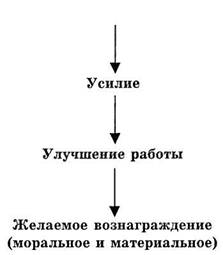 Усилие
Улучшение работы
Желаемое вознаграждение
(моральное и материальное)